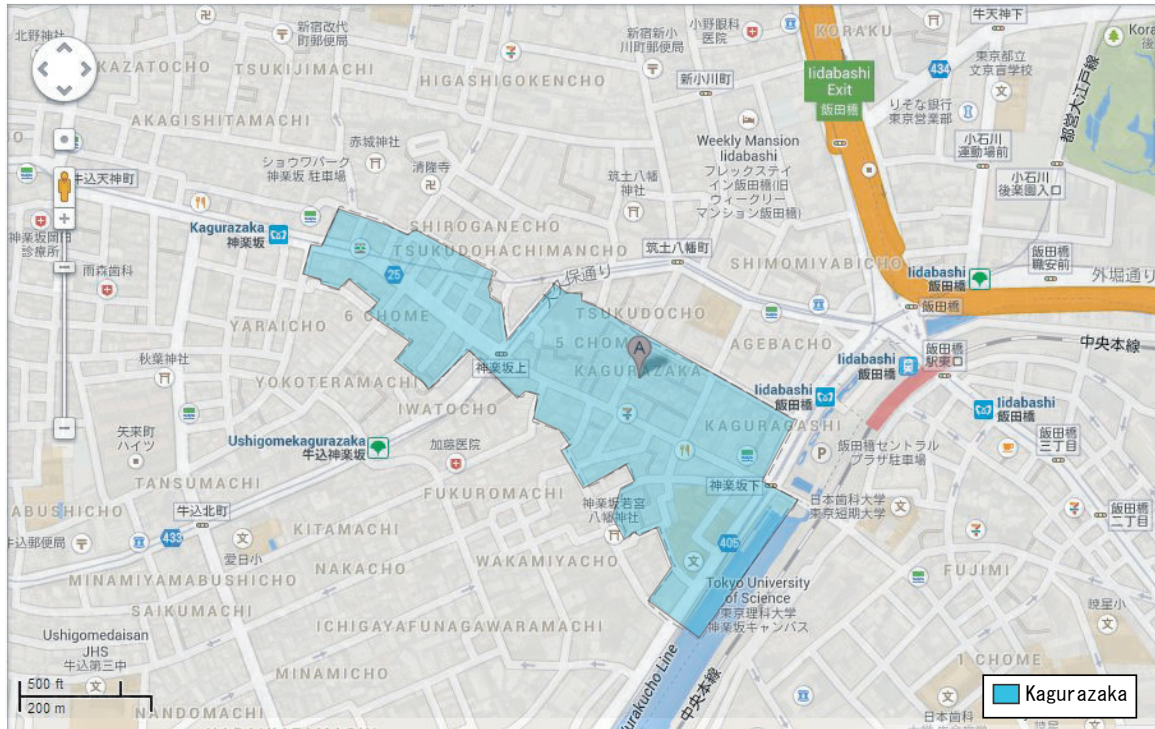 北野神社
新宿改代
町郵便局
新宿新小
川町郵便局
小野眼科
医院
KORAKU
牛天神下
KAZATOCHO
TSUKIJIMACHI
HIGASHIGOKENCHO
新小川町
Iidabashi
Exit
飯田橋
434
東京都立
文京盲学校
都営大江戸線
AKAGISHITAMACHI
赤城神社
りそな銀行
東京営業部
小石川
運動場前
ショウワパーク
神楽坂 駐車場
清隆寺
Weekly Mansion
Iidabashi
フレックステイ
イン飯田橋(旧
ウィークリー
マンション飯田橋)
牛込天神町
筑土八幡
神社
小石川
後楽園入口
Kagurazaka
神楽坂
SHIROGANECHO
TSUKUDOHACHIMANCHO
筑土八幡町
SHIMOMIYABICHO
飯田橋
職安前
外堀通り
神楽坂岡田
診療所
雨森歯科
25
Iidabashi
飯田橋
飯田橋
6 CHOME
TSUKUDOCHO
YARAICHO
5 CHOME
AGEBACHO
中央本線
秋葉神社
神楽坂上
A
KAGURAZAKA
Iidabashi
飯田橋
飯田橋
駅東口
YOKOTERAMACHI
Iidabashi
飯田橋
Iidabashi
飯田橋
IWATOCHO
KAGURAGASHI
矢来町
ハイツ
Ushigomekagurazaka
牛込神楽坂
加藤医院
飯田橋セントラル
プラザ駐車場
飯田橋
三丁目
TANSUMACHI
FUKUROMACHI
神楽坂下
牛込北町
神楽坂若宮
八幡神社
日本歯科大学
東京短期大学
飯田橋
二丁目
433
KITAMACHI
愛日小
405
NAKACHO
WAKAMIYACHO
FUJIMI
MINAMIYAMABUSHICHO
Tokyo University
of Science
東京理科大学
神楽坂キャンパス
暁星小
SAIKUMACHI
ICHIGAYAFUNAGAWARAMACHI
Ushigomedaisan
JHS
牛込第三中
1 CHOME
MINAMICHO
500 ft
200 m
中央本線
Kagurazaka
NANDOMACHI
日本歯科